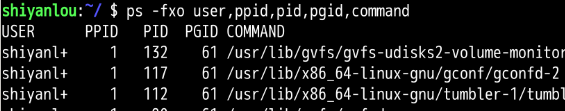 shiyanlou:~/ $ ps -fxo user,ppid,pid,pgid,command
USER PPID PID PGID COMMAND
shiyanl+ 1 132 61 /usr/lib/gvfs/gvfs-udisks2-volume-monitor
shiyanl+ 1 117 61 /usr/lib/x86_64-linux-gnu/gconf/gconfd-2
shiyanl+ 1 112 61 /usr/lib/x86_64-linux-gnu/tumbler-1/tumbl